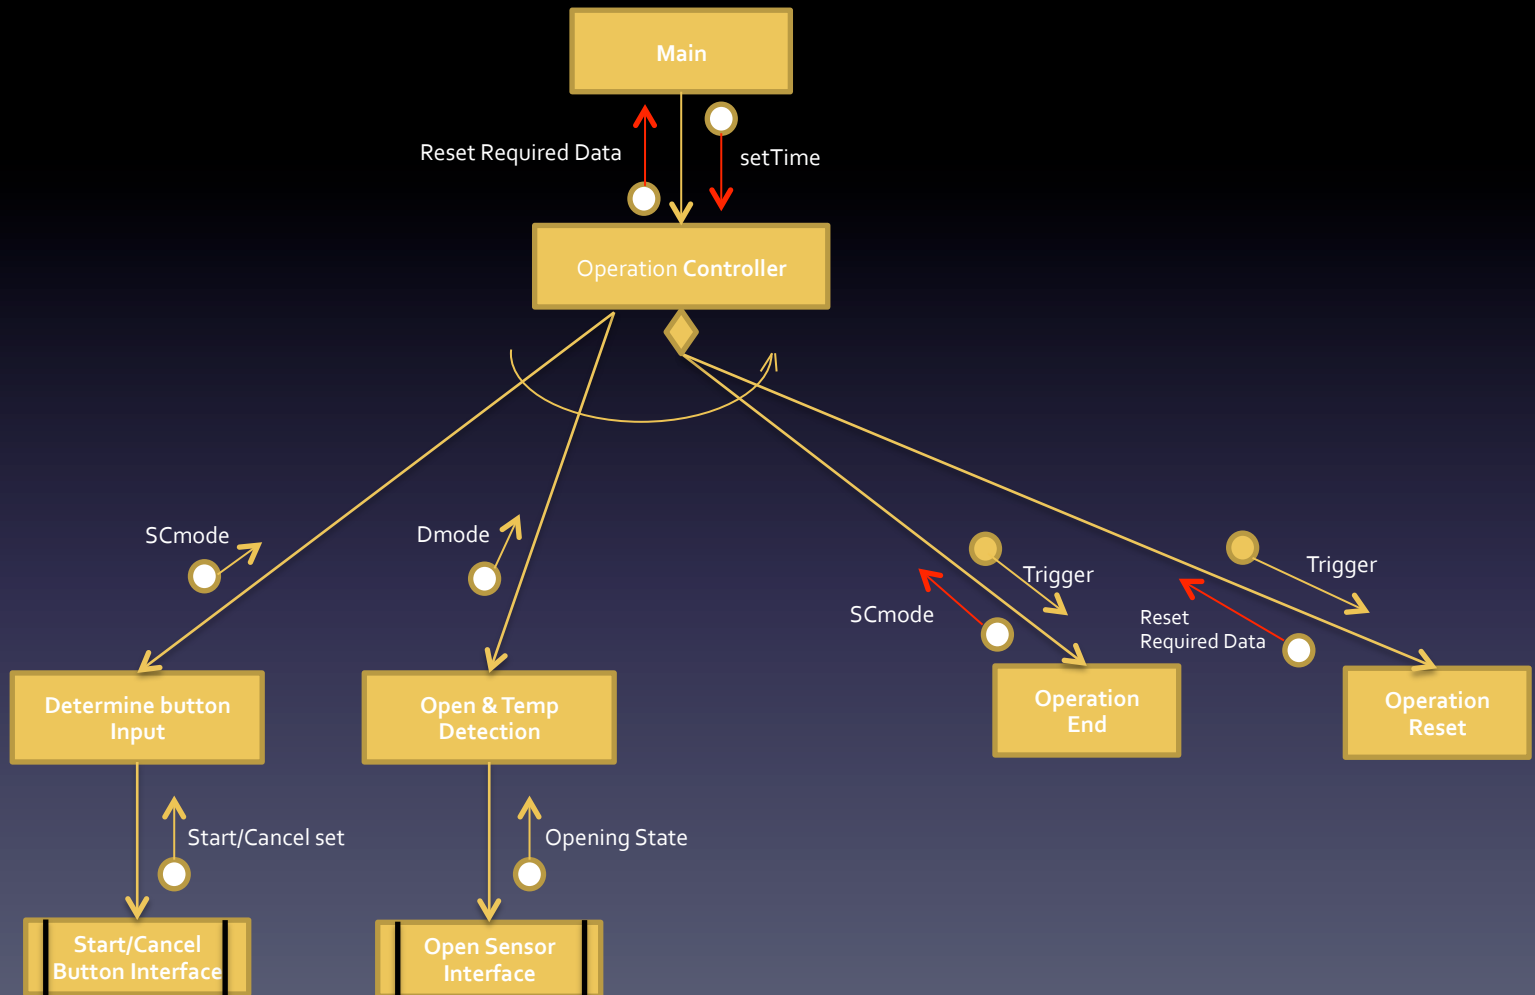 Main
Reset Required Data
setTime
Operation Controller
SCmode
Dmode
Trigger
Trigger
SCmode
Reset
Required Data
Determine button
Input
Open & Temp
Detection
Operation
End
Operation
Reset
Start/Cancel set
Opening State
Start/Cancel
Button Interface
Open Sensor
Interface